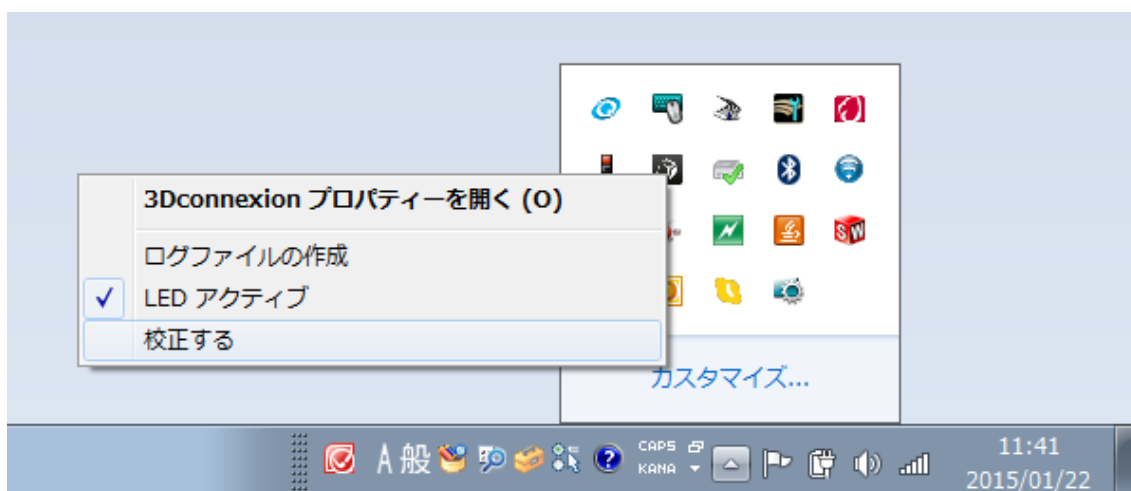 3Dconnexion プロパティーを開く (O)
ログファイルの作成
LED アクティブ
校正する
カスタマイズ...
A 般
CAPS
KANA
11:41
2015/01/22
SW